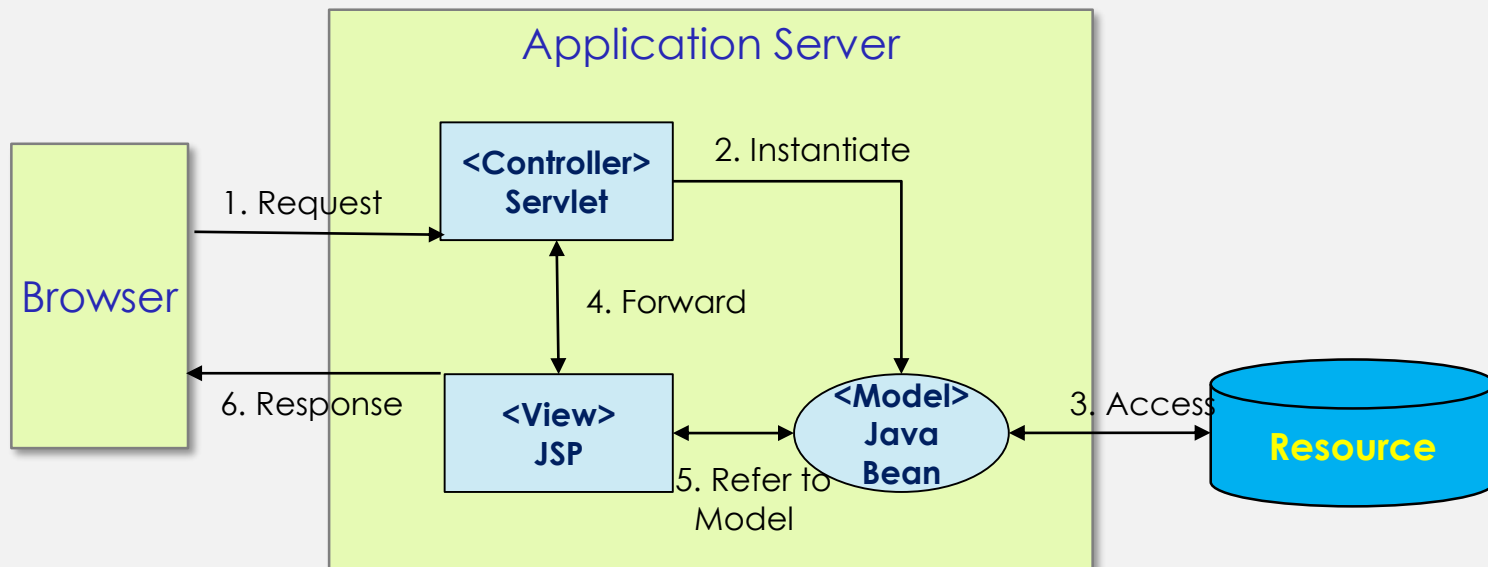 Application Server
<Controller>
Servlet
2. Instantiate
1. Request
Browser
4. Forward
6. Response
<View>
JSP
<Model>
Java
Bean
3. Access
Resource
5. Refer to
Model